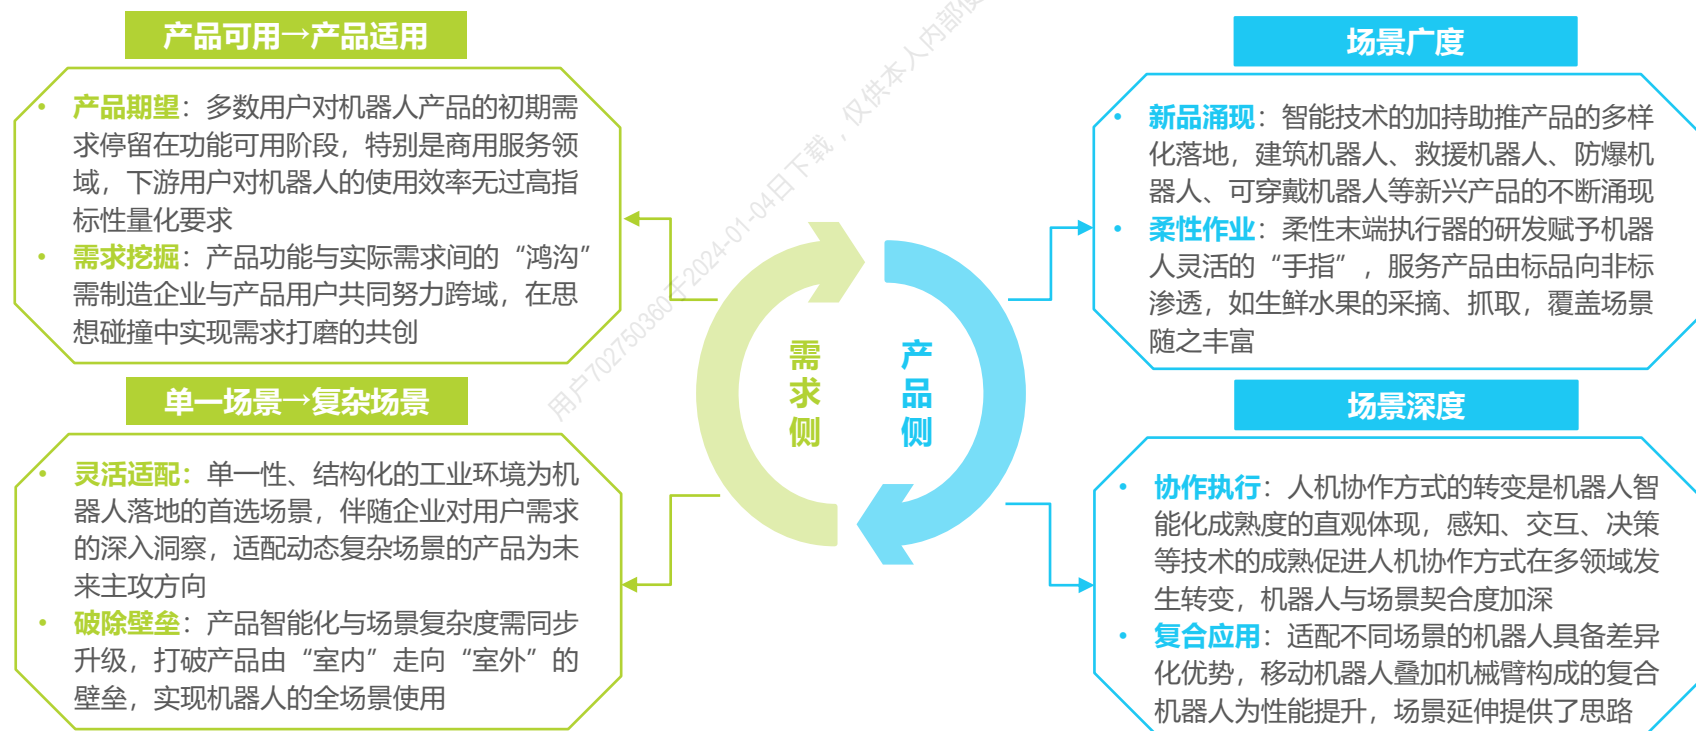 产品可用→产品适用
• 产品期望：多数用户对机器人产品的初期需
求停留在功能可用阶段，特别是商用服务领
域，下游用户对机器人的使用效率无过高指
标性量化要求
• 需求挖掘：产品功能与实际需求间的“鸿沟”
需制造企业与产品用户共同努力跨域，在思
想碰撞中实现需求打磨的共创
单一场景→复杂场景
• 灵活适配：单一性、结构化的工业环境为机
器人落地的首选场景，伴随企业对用户需求
的深入洞察，适配动态复杂场景的产品为未
来主攻方向
• 破除壁垒：产品智能化与场景复杂度需同步
升级，打破产品由“室内”走向“室外”的
壁垒，实现机器人的全场景使用
需求侧
产品侧
场景广度
• 新品涌现：智能技术的加持助推产品的多样
化落地，建筑机器人、救援机器人、防爆机
器人、可穿戴机器人等新兴产品的不断涌现
• 柔性作业：柔性末端执行器的研发赋予机器
人灵活的“手指”，服务产品由标品向非标
渗透，如生鲜水果的采摘、抓取，覆盖场景
随之丰富
场景深度
• 协作执行：人机协作方式的转变是机器人智
能化成熟度的直观体现，感知、交互、决策
等技术的成熟促进人机协作方式在多领域发
生转变，机器人与场景契合度加深
• 复合应用：适配不同场景的机器人具备差异
化优势，移动机器人叠加机械臂构成的复合
机器人为性能提升，场景延伸提供了思路
用户702750360于2024-01-04日下载，仅供本人内部使